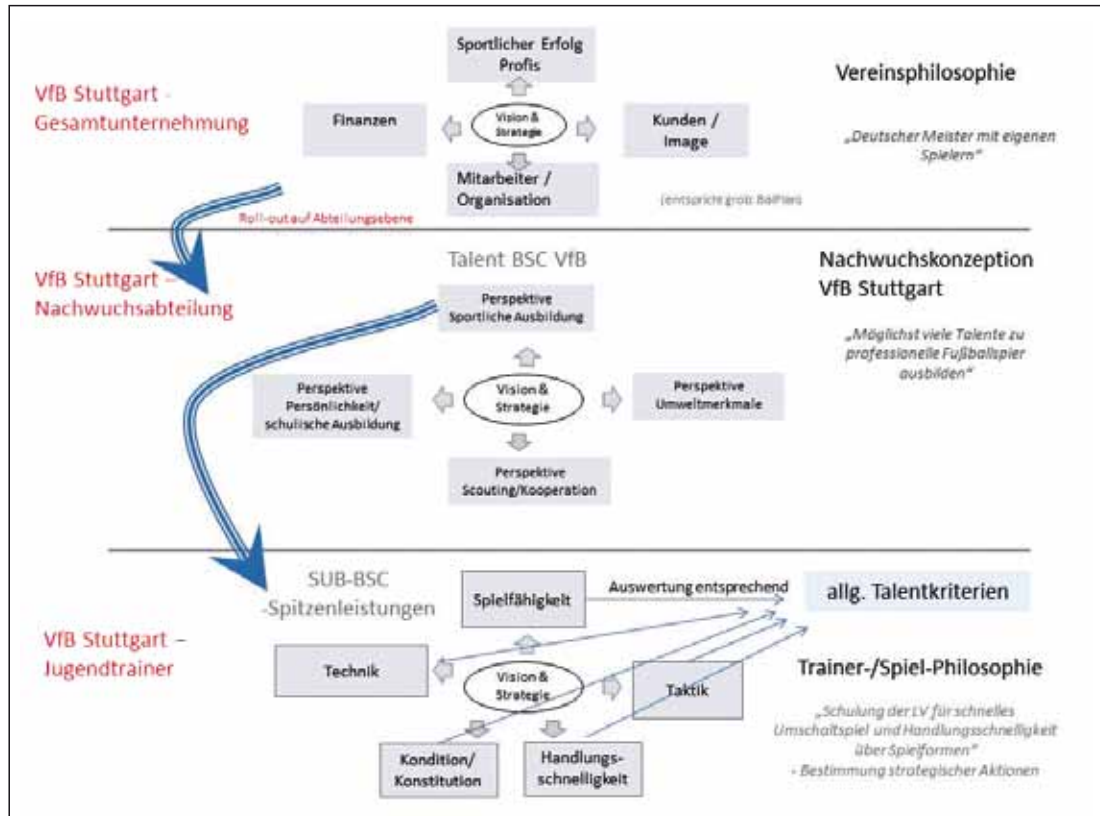 Sportlicher Erfolg
Profis
VfB Stuttgart -
Gesamtunternehmung
Finanzen
Vision &
Strategie
Kunden /
Image
Mitarbeiter /
Organisation
Vereinsphilosophie
„Deutscher Meister mit eigenen
Spielern“
(entspricht grob:
Roll-out auf Abteilungsebene
VfB Stuttgart –
Nachwuchsabteilung
Talent BSC VfB
Perspektive
Sportliche Ausbildung
Perspektive
Persönlichkeit/
schulische Ausbildung
Vision &
Strategie
Perspektive
Umweltmerkmale
Perspektive
Scouting/Kooperation
Nachwuchskonzeption
VfB Stuttgart
„Möglichst viele Talente zu
professionelle Fußballspier
ausbilden“
SUB-BSC
-Spitzenleistungen
VfB Stuttgart –
Jugendtrainer
Spielfähigkeit
Auswertung entsprechend
allg. Talentkriterien
Technik
Vision &
Strategie
Taktik
Kondition/
Konstitution
Handlungs-
schnelligkeit
Trainer-/Spiel-Philosophie
„Schulung der LV für schnelles
Umschaltspiel und Handlungsschnelligkeit
über Spielformen“
- Bestimmung strategischer Aktionen